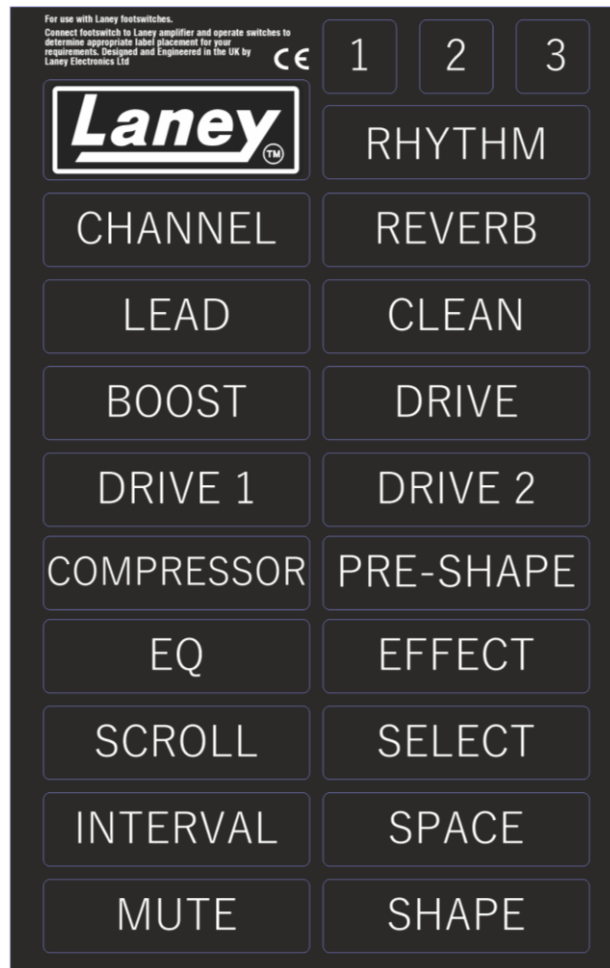 For use with Laney footswitches.
Connect footswitch to Laney amplifier and operate switches to
determine appropriate label placement for your
requirements. Designed and Engineered in the UK by
Laney Electronics Ltd
CE
1 2 3
Laney TM
RHYTHM
CHANNEL REVERB
LEAD CLEAN
BOOST DRIVE
DRIVE 1 DRIVE 2
COMPRESSOR PRE-SHAPE
EQ EFFECT
SCROLL SELECT
INTERVAL SPACE
MUTE SHAPE